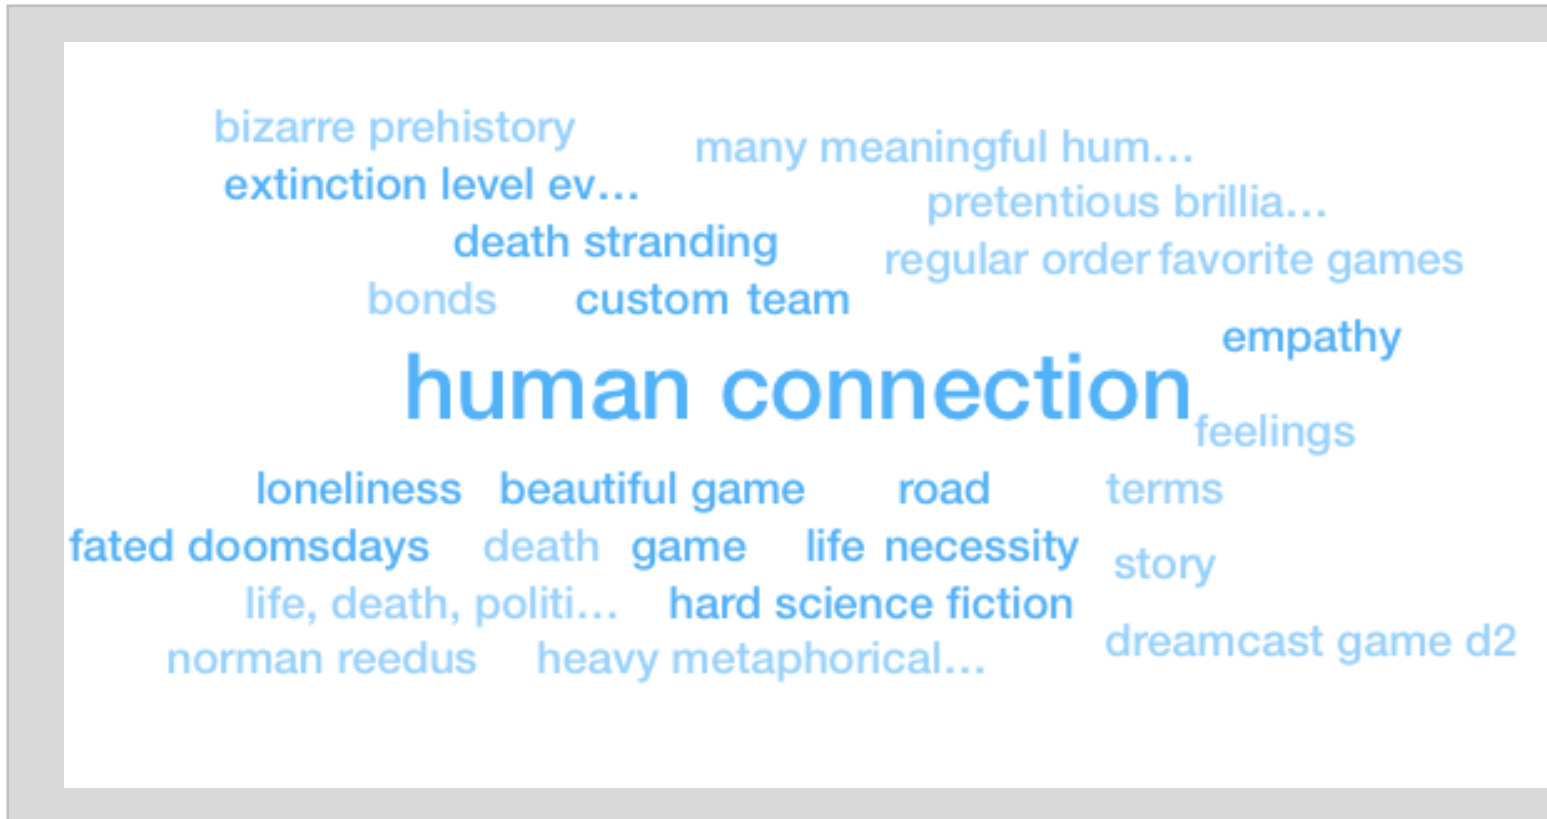 bizarre prehistory
many meaningful hum...
extinction level ev...
pretentious brillia...
death stranding
regular order favorite games
bonds custom team
empathy
human connection
feelings
loneliness beautiful game road terms
fated doomsdays death game life necessity
story
life, death, politi... hard science fiction
dreamcast game d2
norman reedus heavy metaphorical...